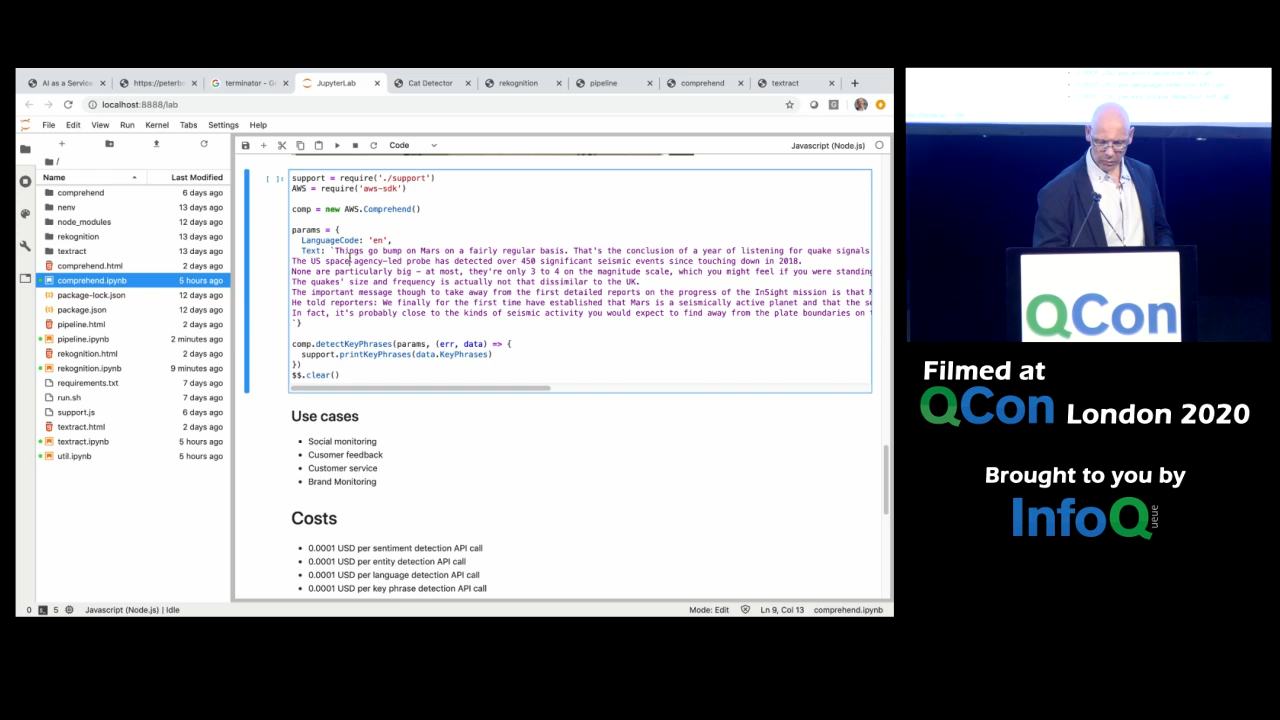 AI as a Service
https://peterb
terminator - G
JupyterLab
Cat Detector
rekognition
pipeline
comprehend
textract
localhost:8888/lab
File Edit View Run Kernel Tabs Settings Help
Code
Javascript (Node.js)
/
Name Last Modified
comprehend 6 days ago
nenv 13 days ago
node_modules 12 days ago
rekognition 13 days ago
textract 13 days ago
comprehend.html 2 days ago
comprehend.ipynb 5 hours ago
package-lock.json 12 days ago
package.json 12 days ago
pipeline.html 2 days ago
pipeline.ipynb 2 minutes ago
rekognition.html 2 days ago
rekognition.ipynb 9 minutes ago
requirements.txt 7 days ago
run.sh 7 days ago
support.js 6 days ago
textract.html 2 days ago
textract.ipynb 5 hours ago
util.ipynb 5 hours ago
[ ]:
support = require('./support')
AWS = require('aws-sdk')
comp = new AWS.Comprehend()
params = {
LanguageCode: 'en',
Text: `Things go bump on Mars on a fairly regular basis. That's the conclusion of a year of listening for quake signals
The US space agency-led probe has detected over 450 significant seismic events since touching down in 2018.
None are particularly big – at most, they're only 3 to 4 on the magnitude scale, which you might feel if you were standing
The quakes' size and frequency is actually not that dissimilar to the UK.
The important message though to take away from the first detailed reports on the progress of the InSight mission is that
He told reporters: We finally for the first time have established that Mars is a seismically active planet and that the
In fact, it's probably close to the kinds of seismic activity you would expect to find away from the plate boundaries on
`}
comp.detectKeyPhrases(params, (err, data) => {
support.printKeyPhrases(data.KeyPhrases)
})
$$.clear()
Use cases
Social monitoring
Cusomer feedback
Customer service
Brand Monitoring
Costs
0.0001 USD per sentiment detection API call
0.0001 USD per entity detection API call
0.0001 USD per language detection API call
0.0001 USD per key phrase detection API call
0 5 Javascript (Node.js) | Idle
Mode: Edit Ln 9, Col 13 comprehend.ipynb
QCon
Filmed at
QCon London 2020
Brought to you by
InfoQ
ueue